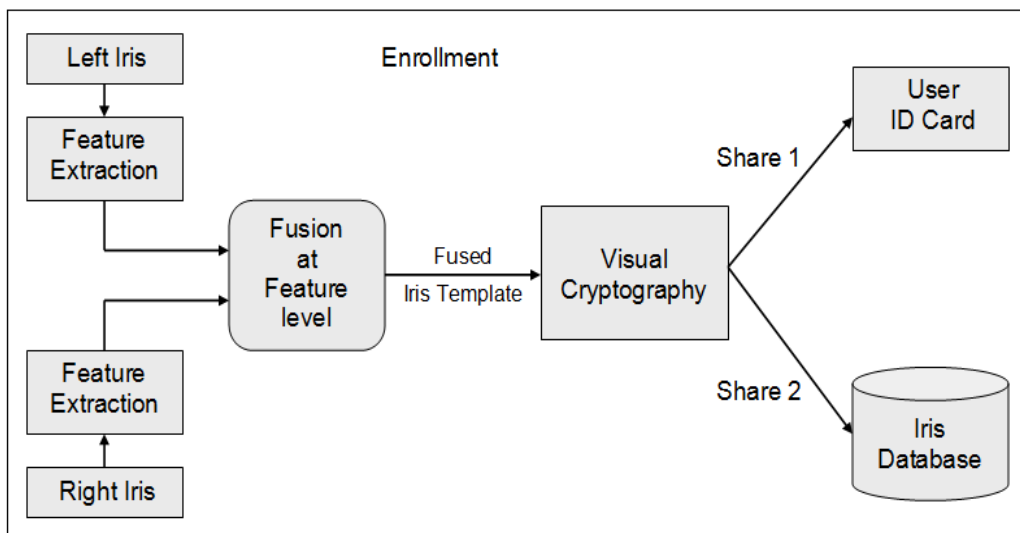 Enrollment
Left Iris
Feature
Extraction
Fusion
at
Feature
level
Feature
Extraction
Right Iris
Fused
Iris Template
Visual
Cryptography
Share 1
User
ID Card
Share 2
Iris
Database